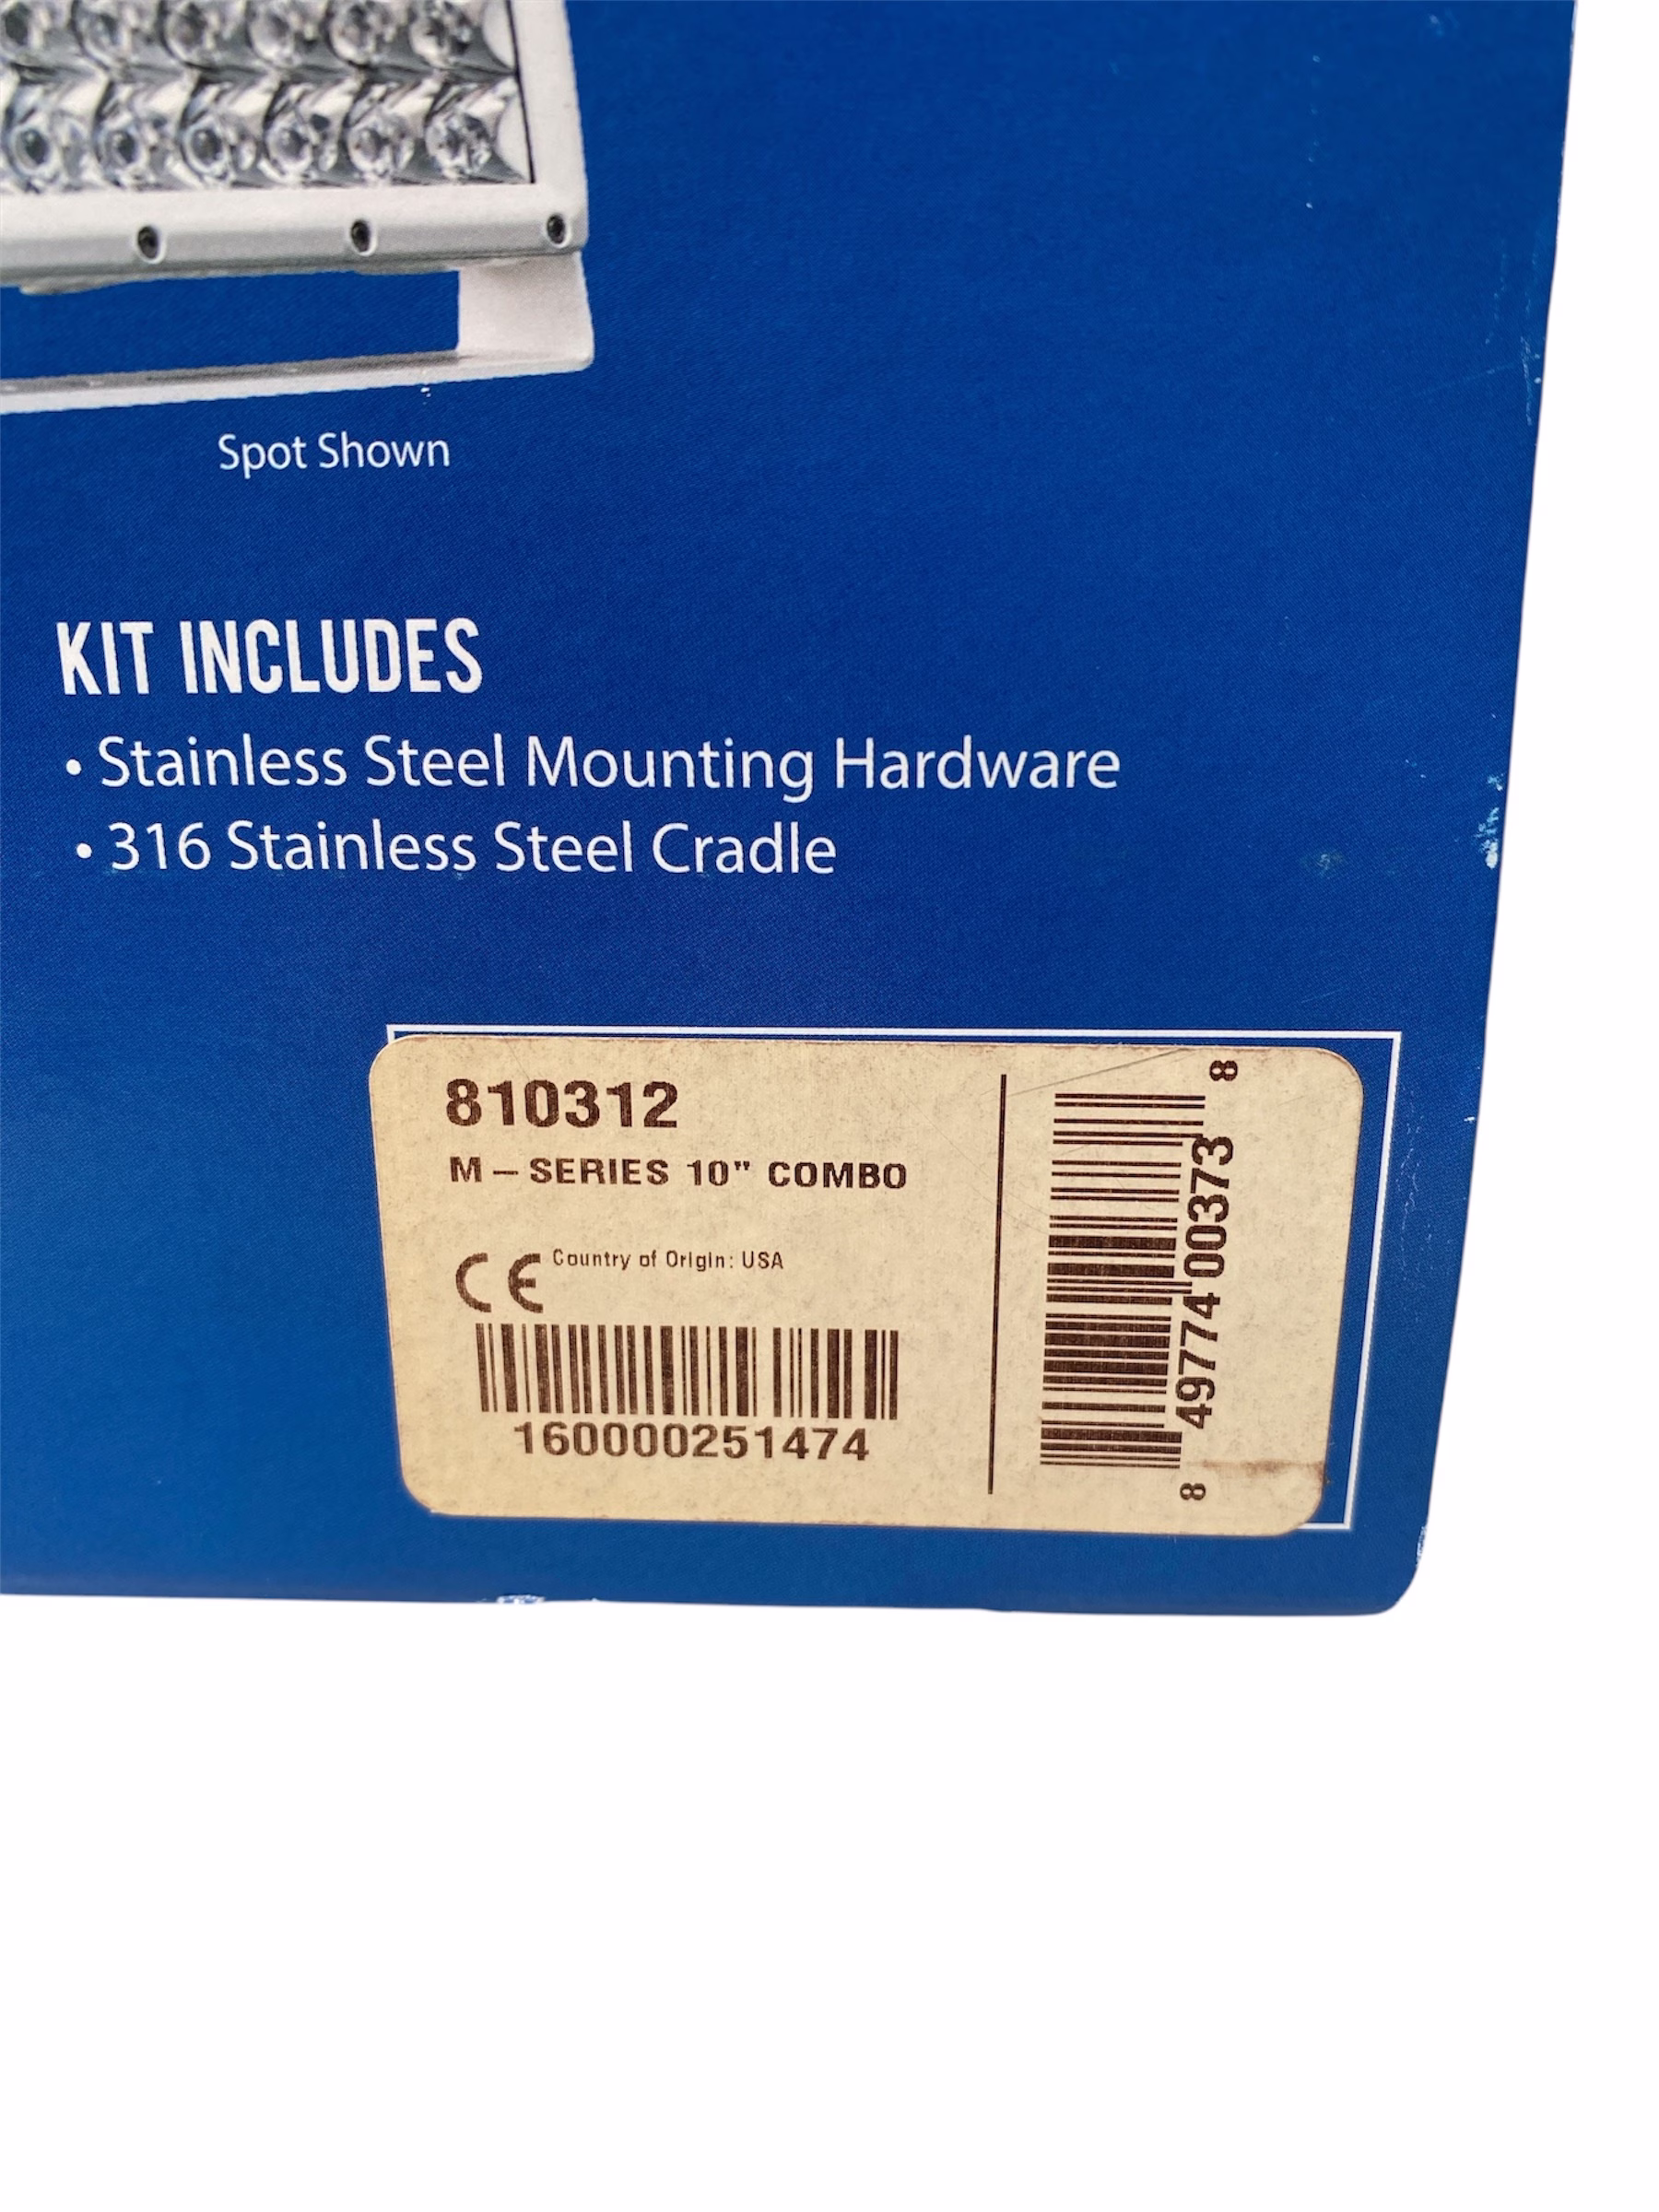 Spot Shown
KIT INCLUDES
• Stainless Steel Mounting Hardware
• 316 Stainless Steel Cradle
810312
M – SERIES 10" COMBO
CE Country of Origin: USA
160000251474
8 49774 00373 8